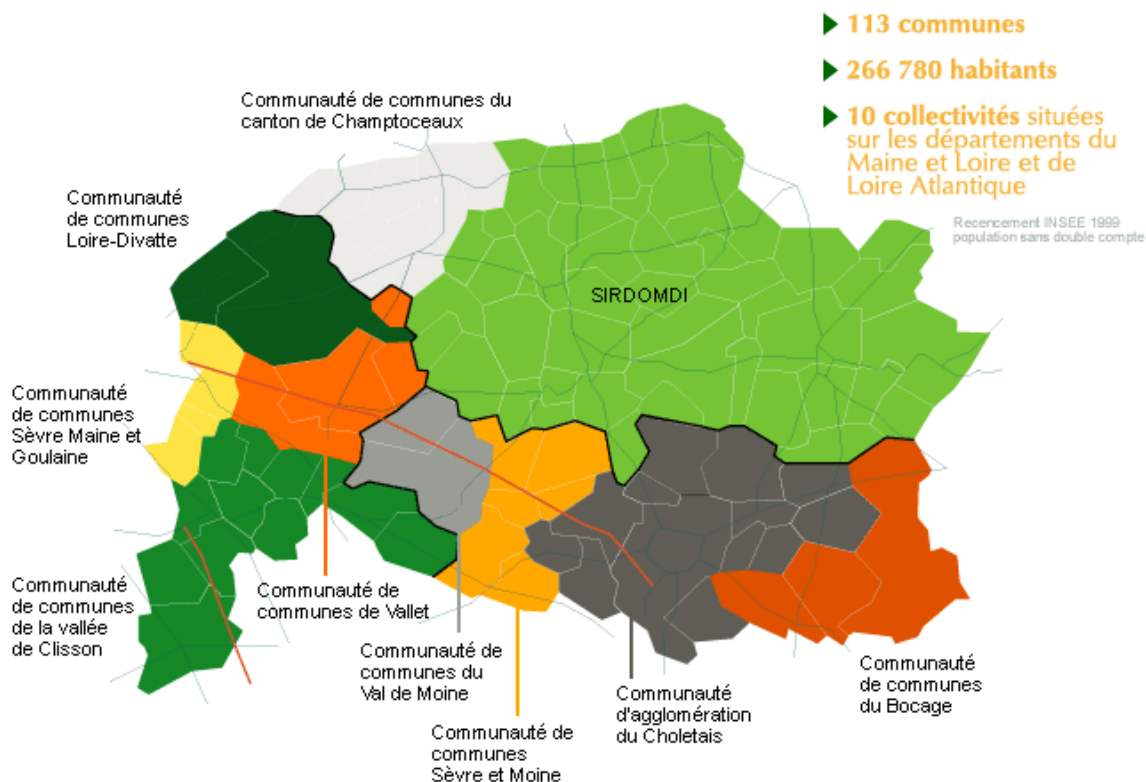 113 communes
266 780 habitants
10 collectivités situées
sur les départements du
Maine et Loire et de
Loire Atlantique
Recencement INSEE 1999
population sans double compte
Communauté de communes du
canton de Champtoceaux
Communauté
de communes
Loire-Divatte
SIRDOMDI
Communauté
de communes
Sèvre Maine et
Goulaine
Communauté
de communes
de la vallée
de Clisson
Communauté de
communes de Vallet
Communauté de
communes du
Val de Moine
Communauté de
communes
Sèvre et Moine
Communauté
d'agglomération
du Choletais
Communauté
de communes
du Bocage